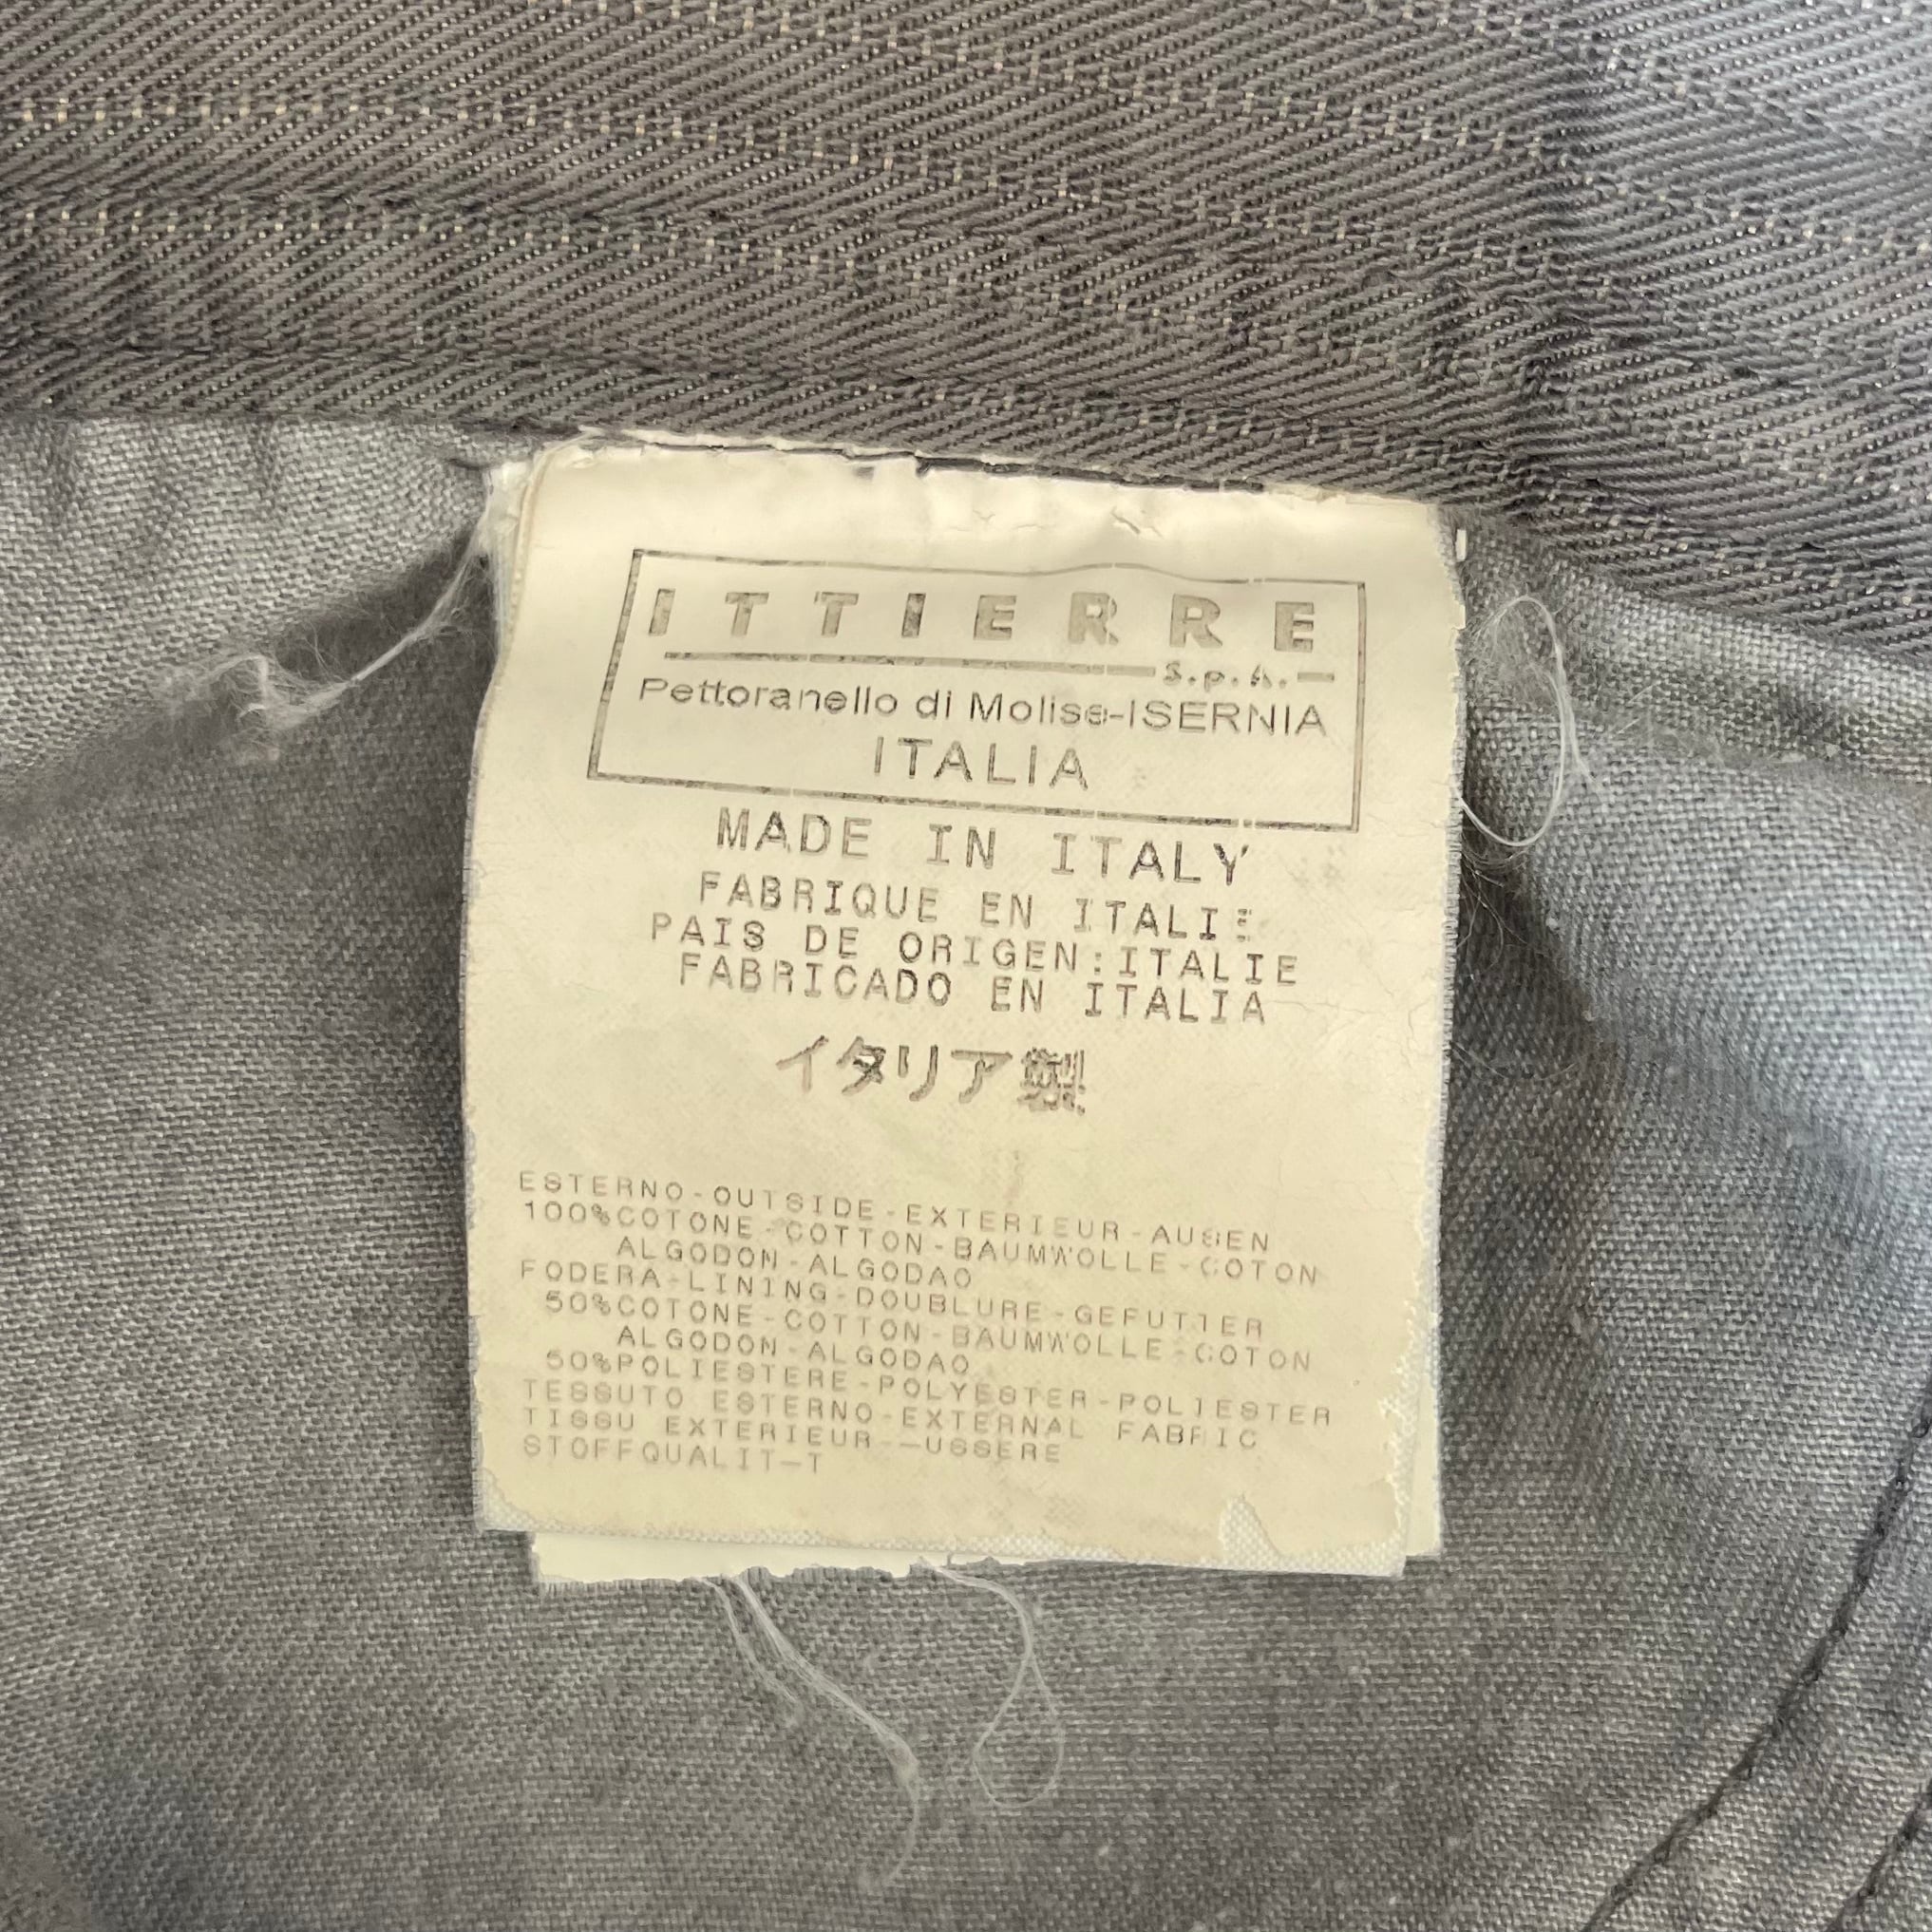 ITTIERRE
S.p.A.
Pettoranello di Molise-ISERNIA
ITALIA
MADE IN ITALY
FABRIQUE EN ITALIE
PAIS DE ORIGEN:ITALIE
FABRICADO EN ITALIA
イタリア製
ESTERNO-OUTSIDE-EXTERIEUR-AUSEN
100%COTONE-COTTON-BAUMWOLLE-COTON
ALGODON-ALGODAO
FODERA-LINING-DOUBLURE-GEFUTTER
50%COTONE-COTTON-BAUMWOLLE-COTON
ALGODON-ALGODAO
50%POLIESTERE-POLYESTER-POLIESTER
TESSUTO ESTERNO-EXTERNAL FABRIC
TISSU EXTERIEUR-—USSERE
STOFFQUALIT—T